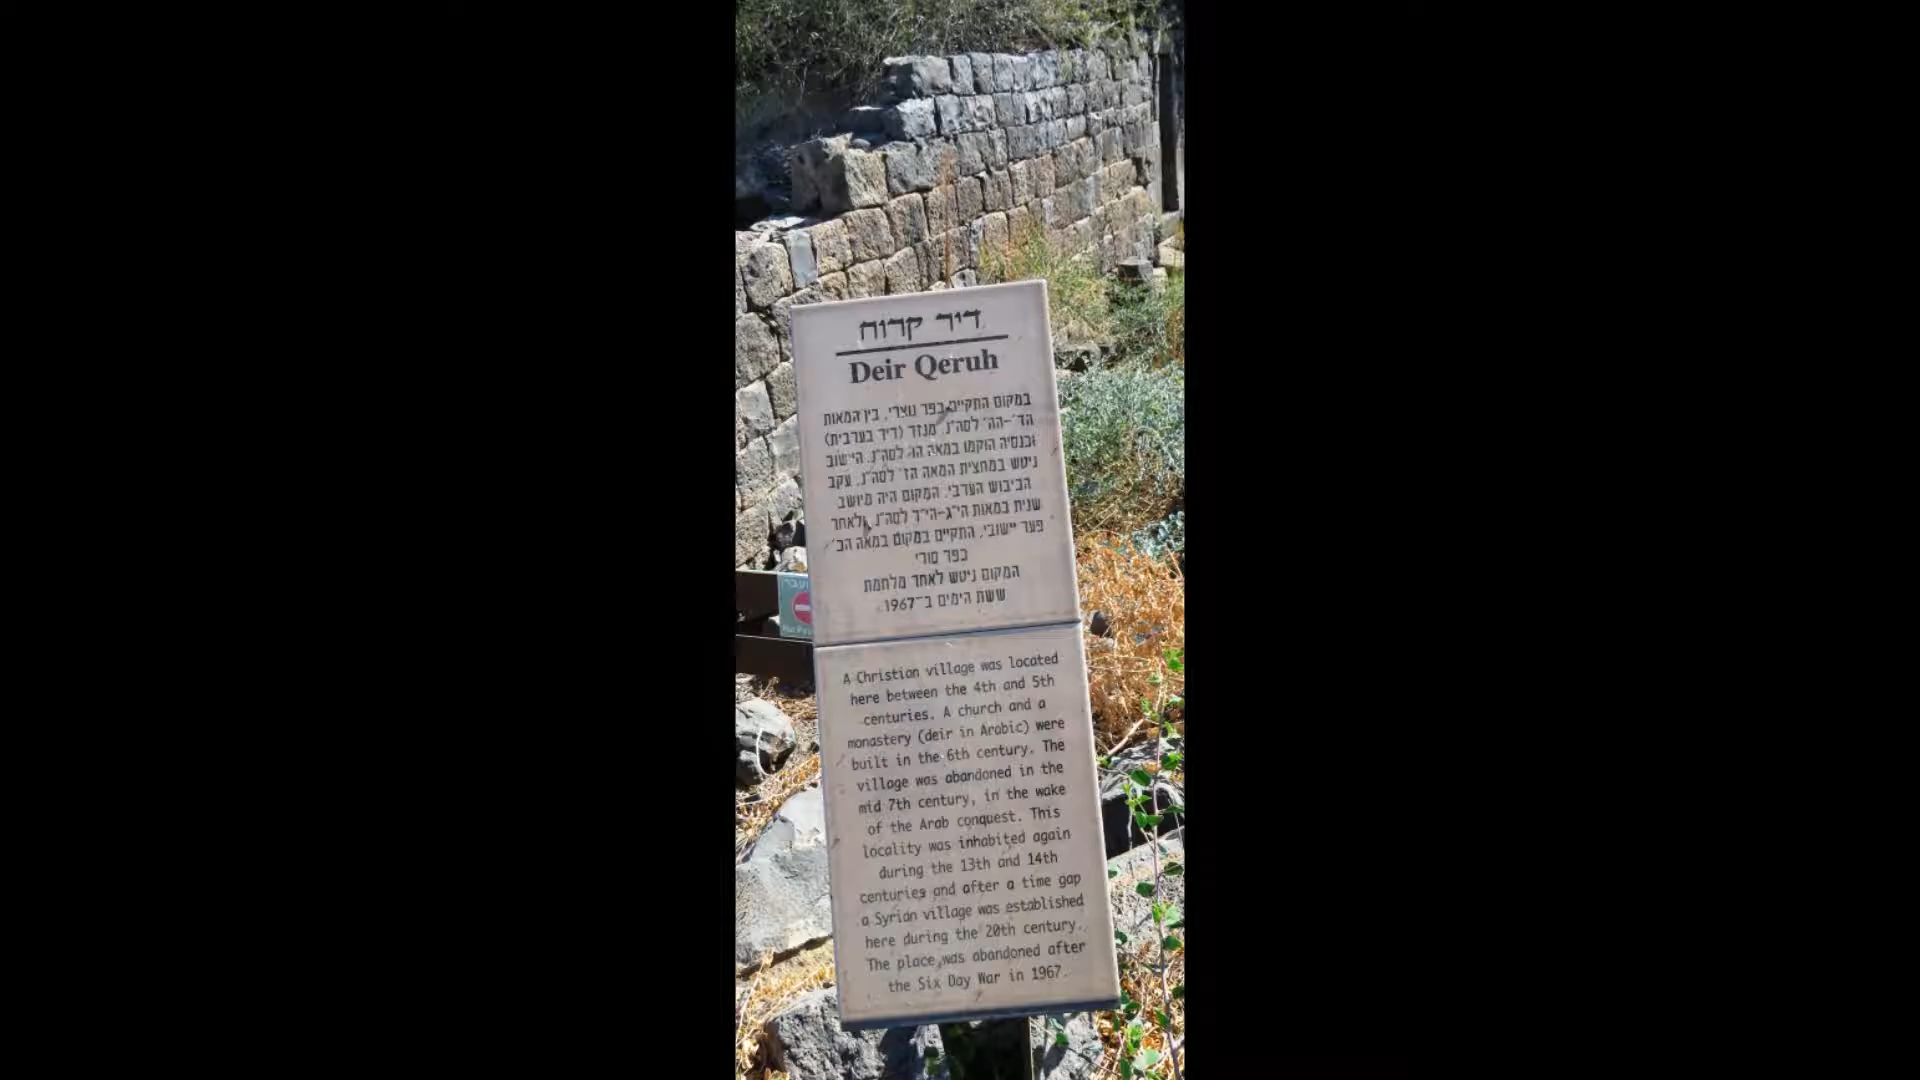 דיר קרוח
Deir Qeruh
במקום התקיים כפר נוצרי, בין המאות
הד'-הה' לסה"נ. מנזר (דיר בערבית)
וכנסיה הוקמו במאה הו' לסה"נ. היישוב
ניטש במחצית המאה הז' לסה"נ, עקב
הכיבוש הערבי. המקום היה מיושב
שנית במאות הי"ג-הי"ד לסה"נ, ולאחר
פער יישובי, התקיים במקום במאה הכ'
כפר סורי
המקום ניטש לאחר מלחמת
ששת הימים ב-1967
A Christian village was located
here between the 4th and 5th
centuries. A church and a
monastery (deir in Arabic) were
built in the 6th century. The
village was abandoned in the
mid 7th century, in the wake
of the Arab conquest. This
locality was inhabited again
during the 13th and 14th
centuries and after a time gap
a Syrian village was established
here during the 20th century.
The place was abandoned after
the Six Day War in 1967.